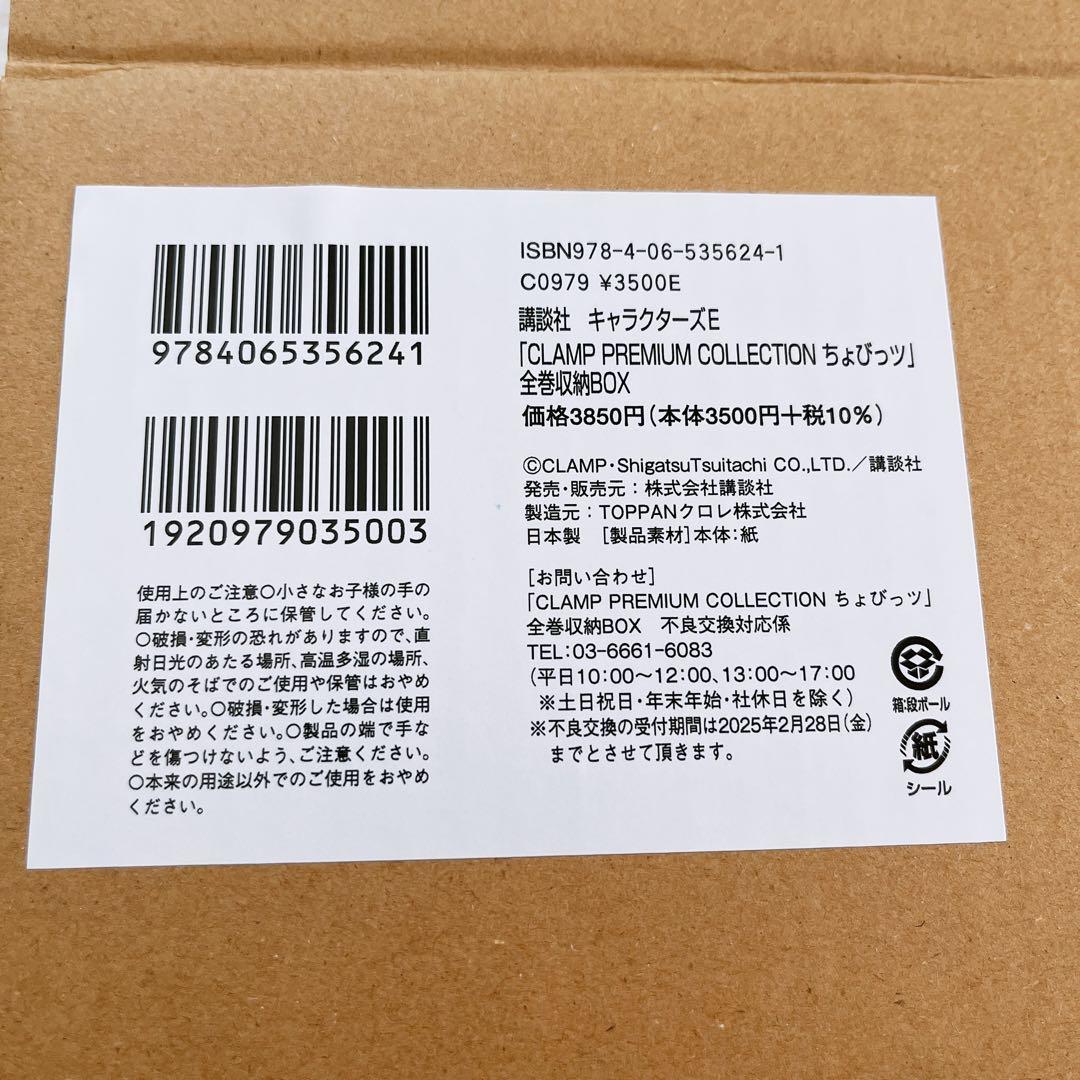 9784065356241
1920979035003
使用上のご注意○小さなお子様の手の
届かないところに保管してください。
○破損・変形の恐れがありますので、直
射日光のあたる場所、高温多湿の場所、
火気のそばでのご使用や保管はおやめ
ください。○破損・変形した場合は使用
をおやめください。○製品の端で手な
どを傷つけないよう、ご注意ください。
○本来の用途以外でのご使用をおやめ
ください。
ISBN978-4-06-535624-1
C0979 ¥3500E
講談社 キャラクターズE
「CLAMP PREMIUM COLLECTION ちょびっツ」
全巻収納BOX
価格3850円(本体3500円+税10%)
©CLAMP・ShigatsuTsuitachi CO.,LTD./講談社
発売・販売元:株式会社講談社
製造元:TOPPANクロレ株式会社
日本製 [製品素材]本体:紙
[お問い合わせ]
「CLAMP PREMIUM COLLECTION ちょびっツ」
全巻収納BOX 不良交換対応係
TEL:03-6661-6083
(平日10:00〜12:00、13:00〜17:00
※土日祝日・年末年始・社休日を除く)
※不良交換の受付期間は2025年2月28日(金)
までとさせて頂きます。
箱:段ボール
紙
シール